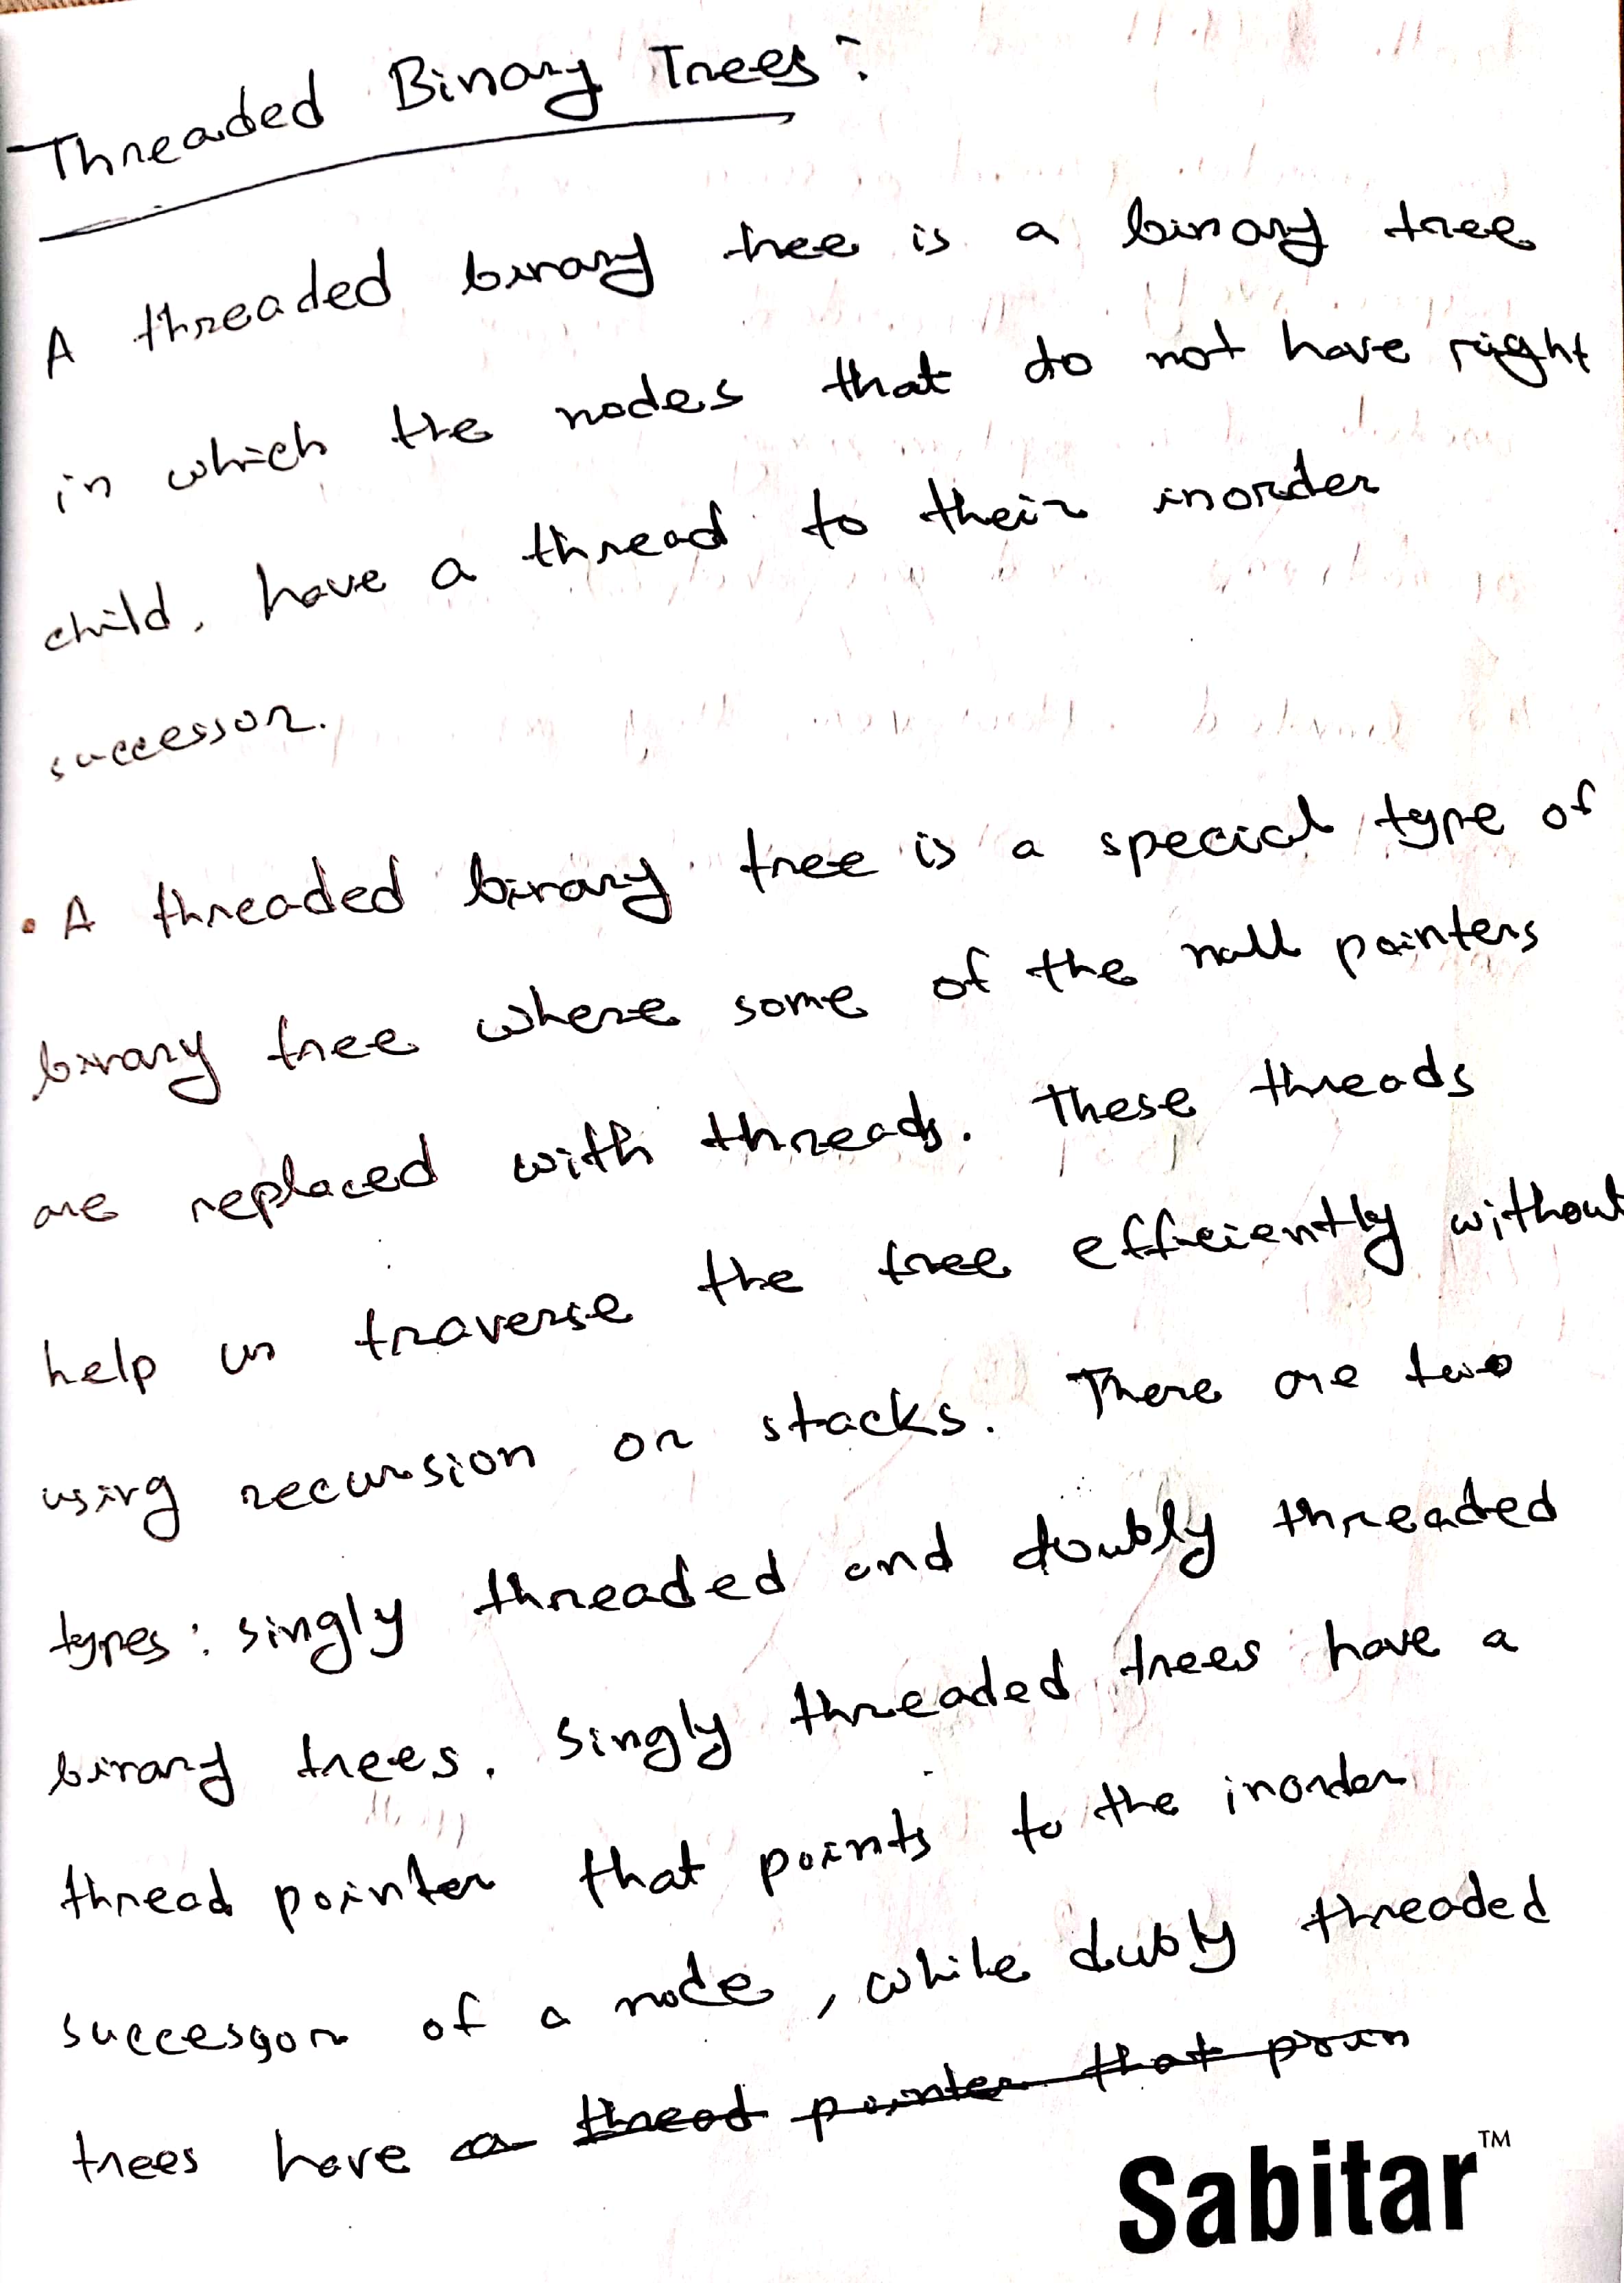 Threaded Binary Trees:
A threaded binary tree is a binary tree
in which the nodes that do not have right
child, have a thread to their inorder
successor.
• A threaded binary tree is a special type of
binary tree where some of the null pointers
are replaced with threads. These threads
help us traverse the tree efficiently without
using recursion or stacks. There are two
types: singly threaded and doubly threaded
binary trees. Singly threaded trees have a
thread pointer that points to the inorder
successor of a node, while dubly threaded
trees have a thread pointer that poin
Sabitar™